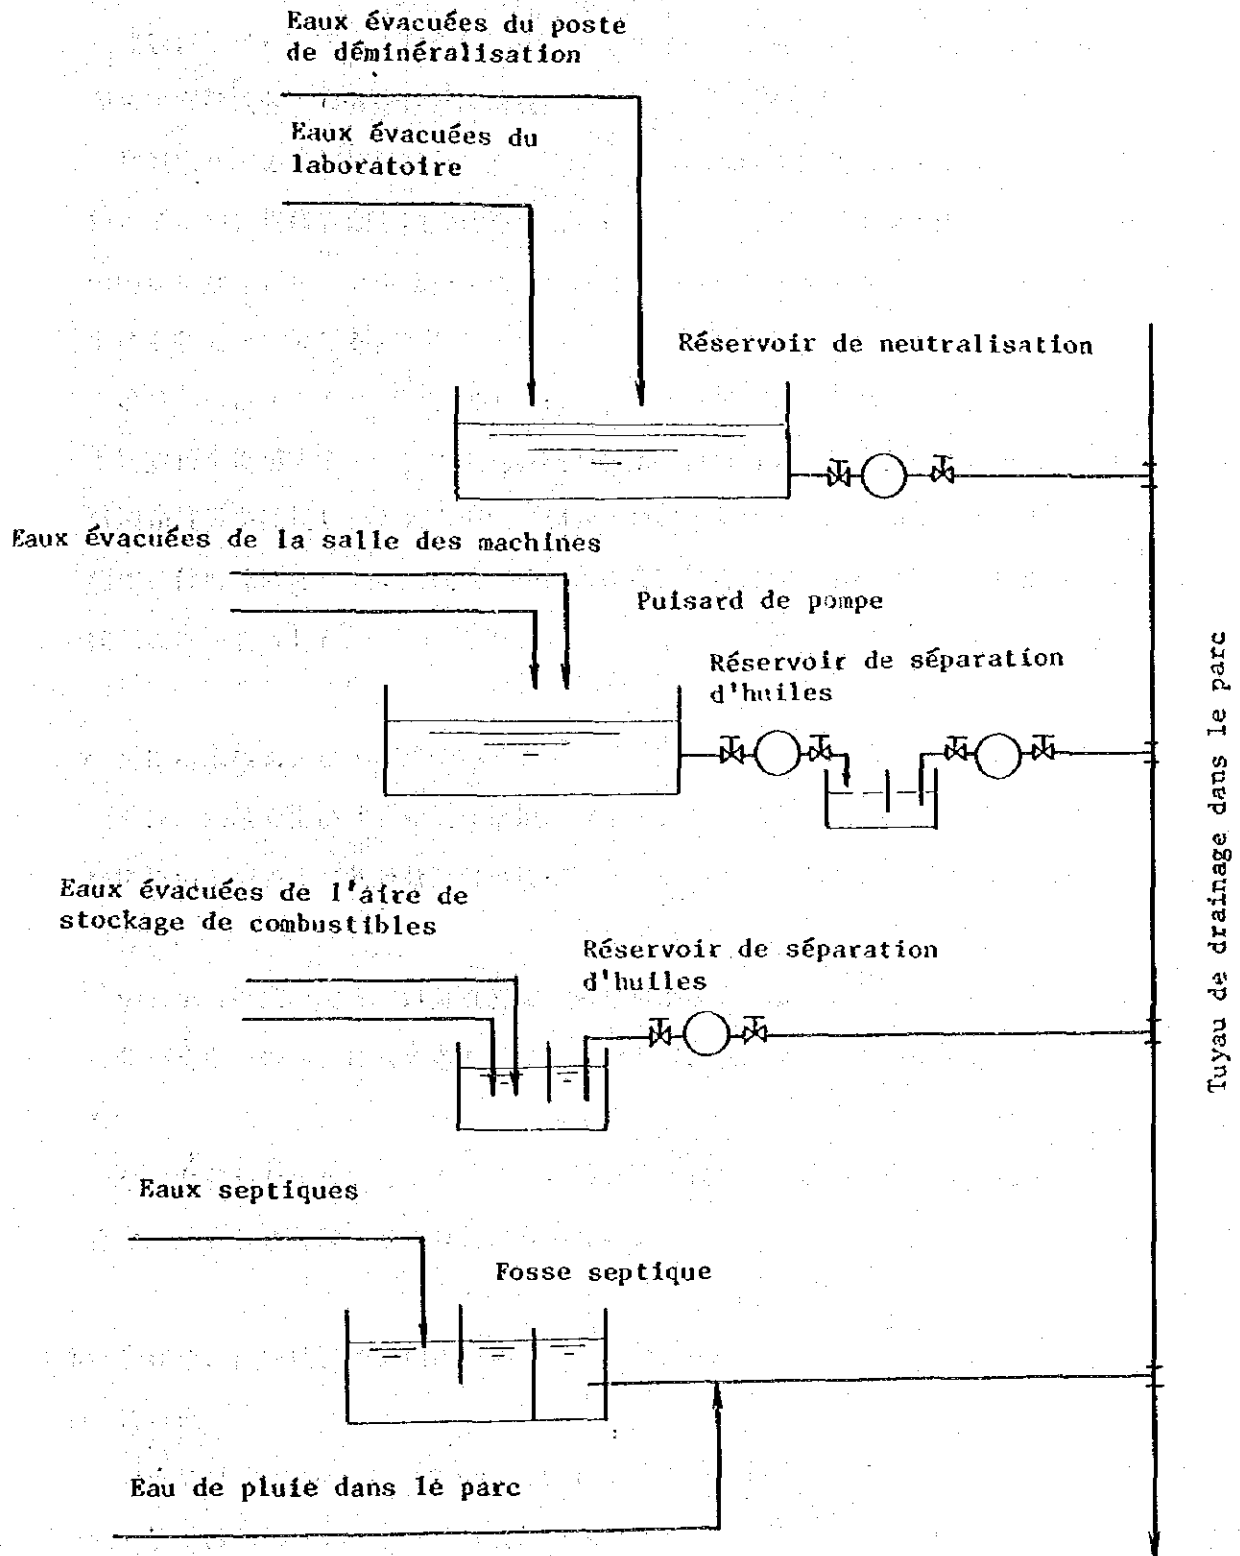 Eaux évacuées du poste
de déminéralisation
Eaux évacuées du
laboratoire
Réservoir de neutralisation
Eaux évacuées de la salle des machines
Puisard de pompe
Réservoir de séparation
d'huiles
Eaux évacuées de l'aire de
stockage de combustibles
Réservoir de séparation
d'huiles
Eaux septiques
Fosse septique
Eau de pluie dans le parc
Tuyau de drainage dans le parc